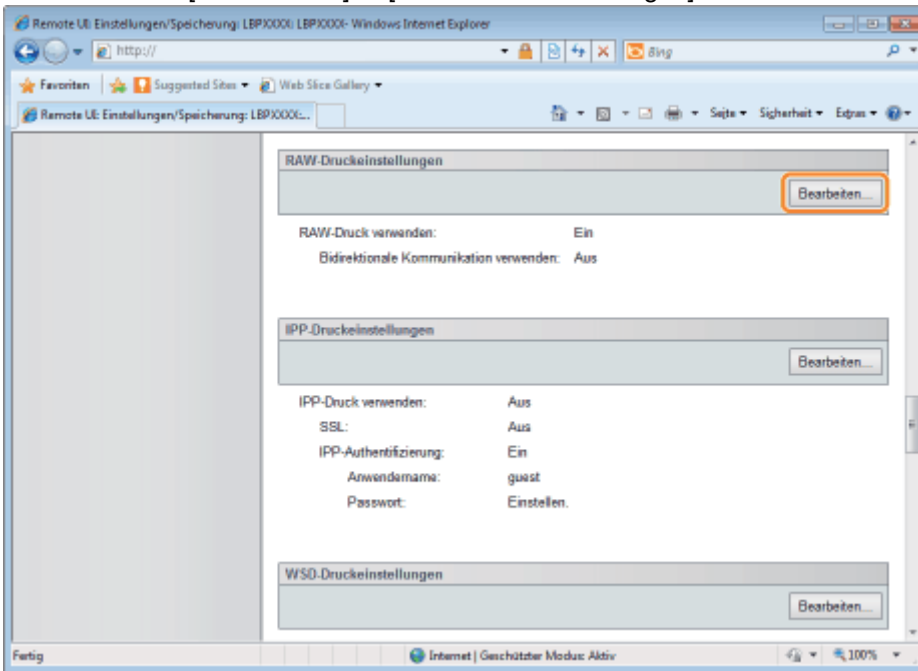 Remote UI: Einstellungen/Speicherung: LBPXXXX: LBPXXXX- Windows Internet Explorer
http://
Bing
Favoriten Suggested Sites Web Slice Gallery
Remote UI: Einstellungen/Speicherung: LBPXXXX:... Seite Sicherheit Extras
RAW-Druckeinstellungen
Bearbeiten...
RAW-Druck verwenden: Ein
Bidirektionale Kommunikation verwenden: Aus
IPP-Druckeinstellungen
Bearbeiten...
IPP-Druck verwenden: Aus
SSL: Aus
IPP-Authentifizierung: Ein
Anwendername: guest
Passwort: Einstellen.
WSD-Druckeinstellungen
Bearbeiten...
Fertig Internet | Geschützter Modus: Aktiv 100%